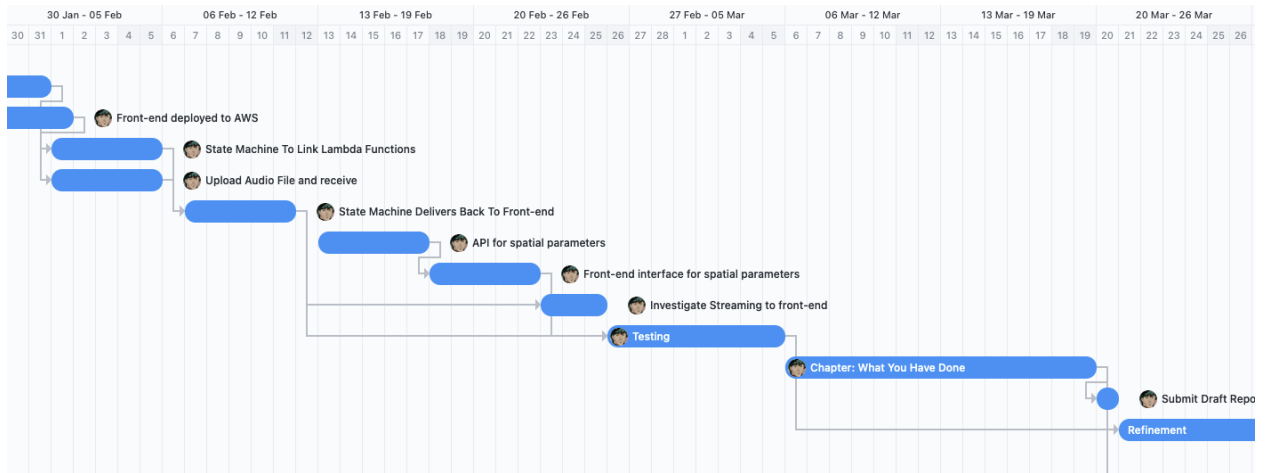 30 Jan - 05 Feb 06 Feb - 12 Feb 13 Feb - 19 Feb 20 Feb - 26 Feb 27 Feb - 05 Mar 06 Mar - 12 Mar 13 Mar - 19 Mar 20 Mar - 26 Mar
30 31 1 2 3 4 5 6 7 8 9 10 11 12 13 14 15 16 17 18 19 20 21 22 23 24 25 26 27 28 1 2 3 4 5 6 7 8 9 10 11 12 13 14 15 16 17 18 19 20 21 22 23 24 25 26
Front-end deployed to AWS
State Machine To Link Lambda Functions
Upload Audio File and receive
State Machine Delivers Back To Front-end
API for spatial parameters
Front-end interface for spatial parameters
Investigate Streaming to front-end
Testing
Chapter: What You Have Done
Submit Draft Repo
Refinement